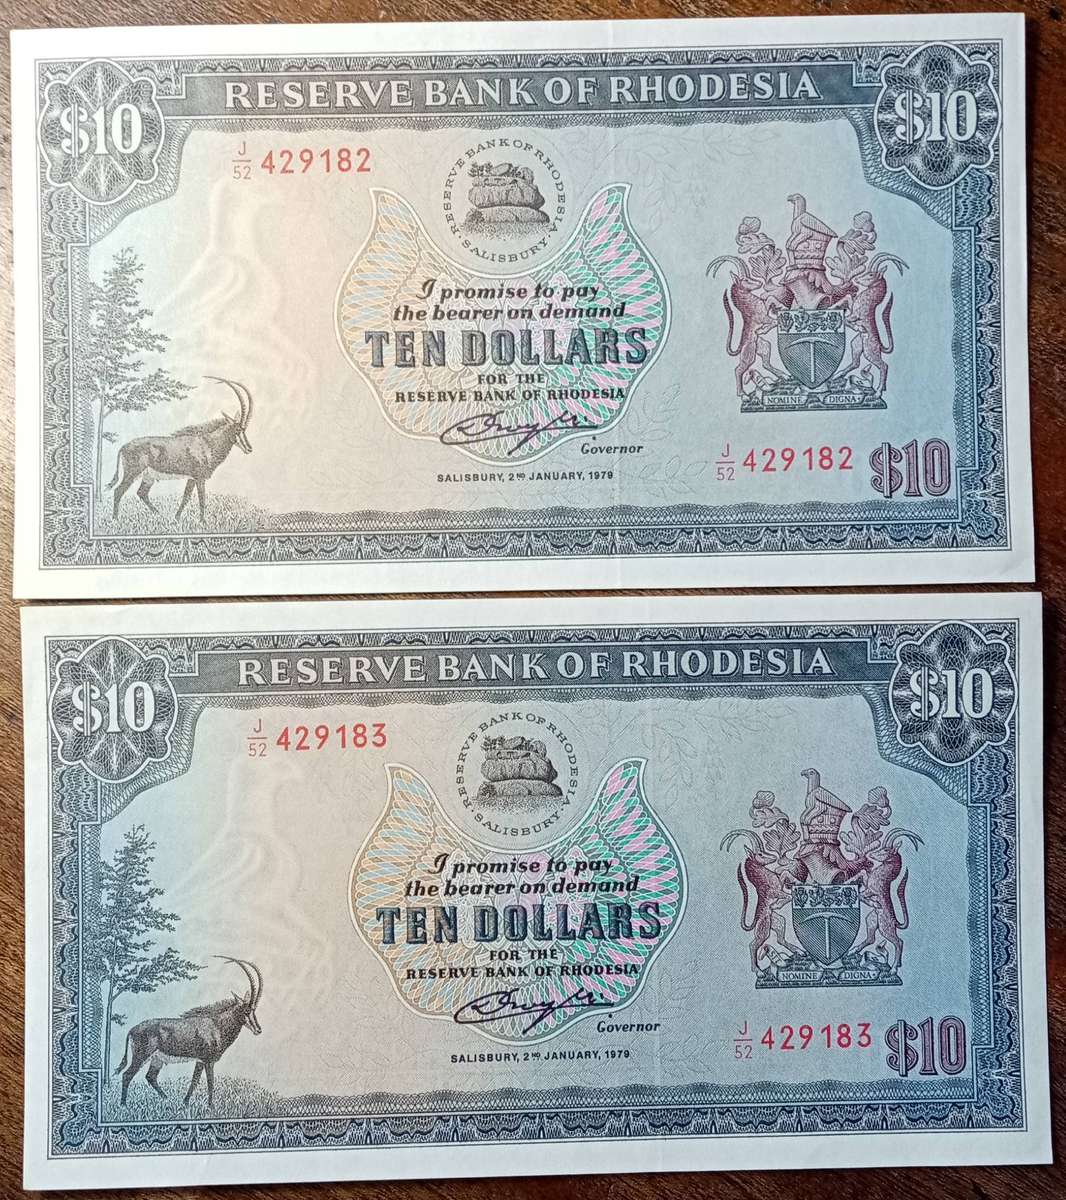 $10 RESERVE BANK OF RHODESIA $10
J/52 429182
RESERVE BANK OF RHODESIA
· SALISBURY ·
I promise to pay
the bearer on demand
TEN DOLLARS
FOR THE
RESERVE BANK OF RHODESIA
NOMINE DIGNA
Governor
J/52 429182 $10
SALISBURY, 2ND JANUARY, 1979
$10 RESERVE BANK OF RHODESIA $10
J/52 429183
RESERVE BANK OF RHODESIA
· SALISBURY ·
I promise to pay
the bearer on demand
TEN DOLLARS
FOR THE
RESERVE BANK OF RHODESIA
NOMINE DIGNA
Governor
J/52 429183 $10
SALISBURY, 2ND JANUARY, 1979